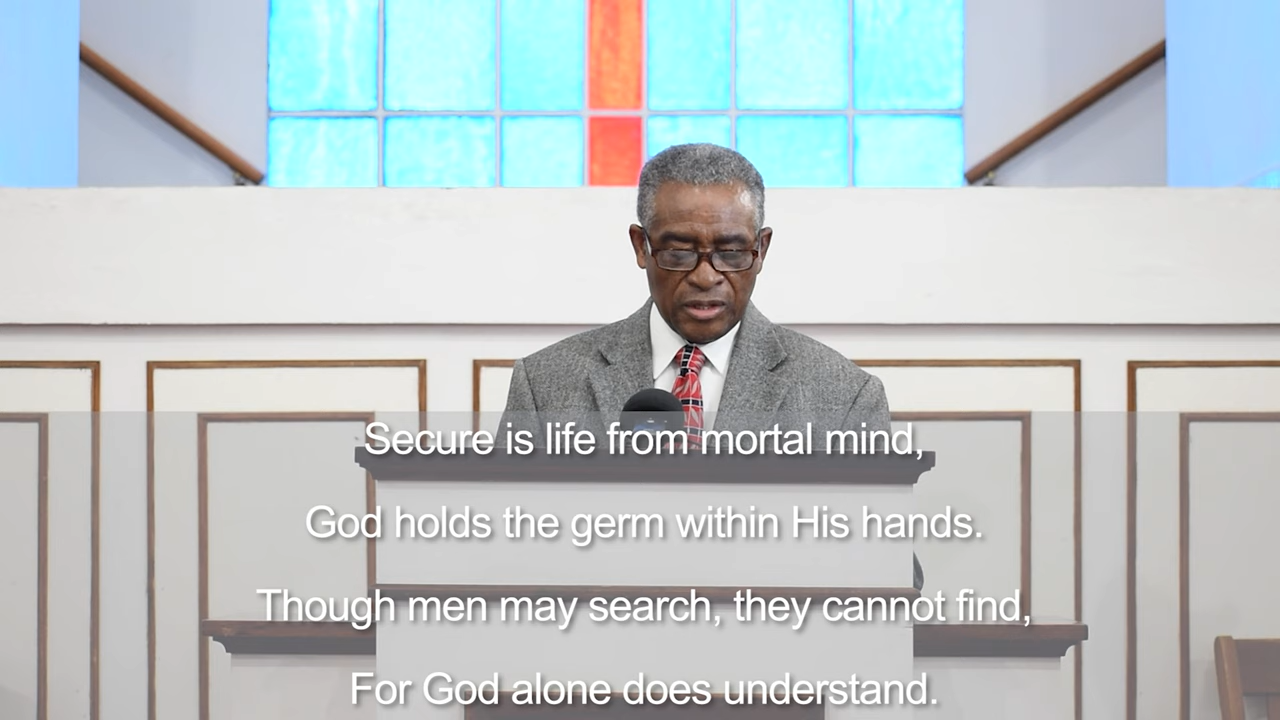 Secure is life from mortal mind,
God holds the germ within His hands.
Though men may search, they cannot find,
For God alone does understand.